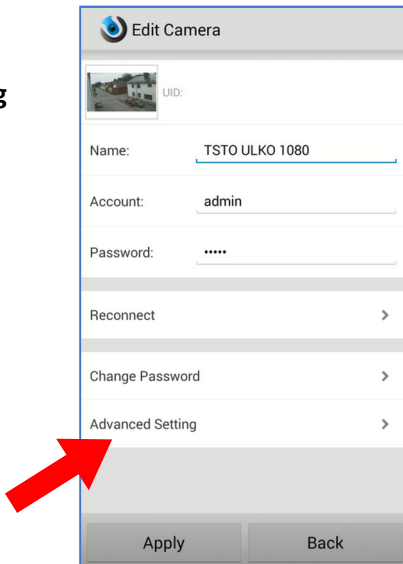 Edit Camera
UID:
g
Name: TSTO ULKO 1080
Account: admin
Password: •••••
Reconnect
Change Password
Advanced Setting
Apply Back